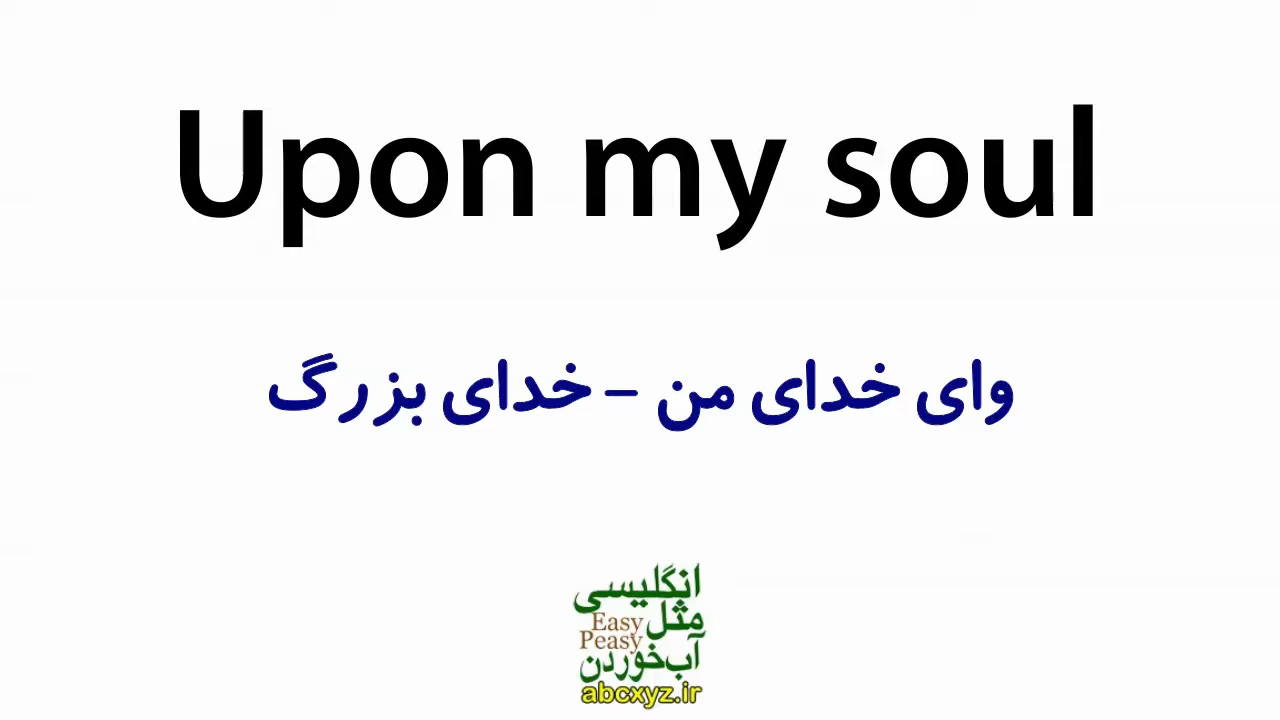 Upon my soul
وای خدای من – خدای بزرگ
انگلیسی
مثل Easy
Peasy
آب‌خوردن
abcxyz.ir